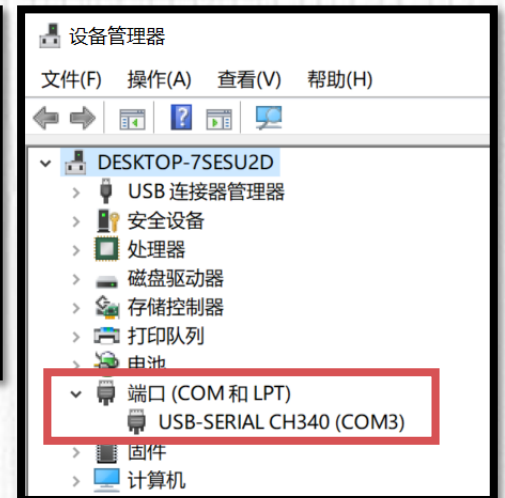 设备管理器
文件(F) 操作(A) 查看(V) 帮助(H)
DESKTOP-7SESU2D
USB 连接器管理器
安全设备
处理器
磁盘驱动器
存储控制器
打印队列
电池
端口 (COM 和 LPT)
USB-SERIAL CH340 (COM3)
固件
计算机